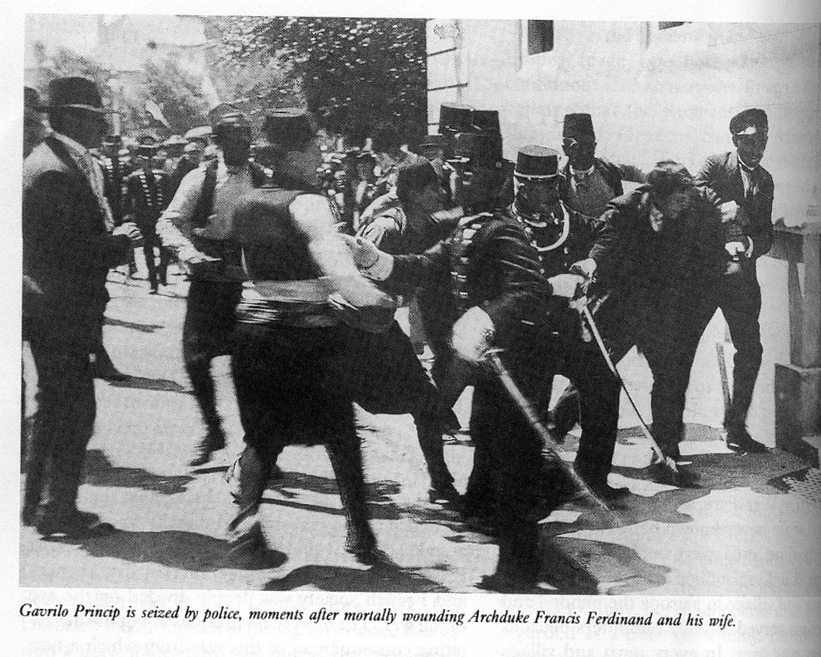 Gavrilo Princip is seized by police, moments after mortally wounding Archduke Francis Ferdinand and his wife.